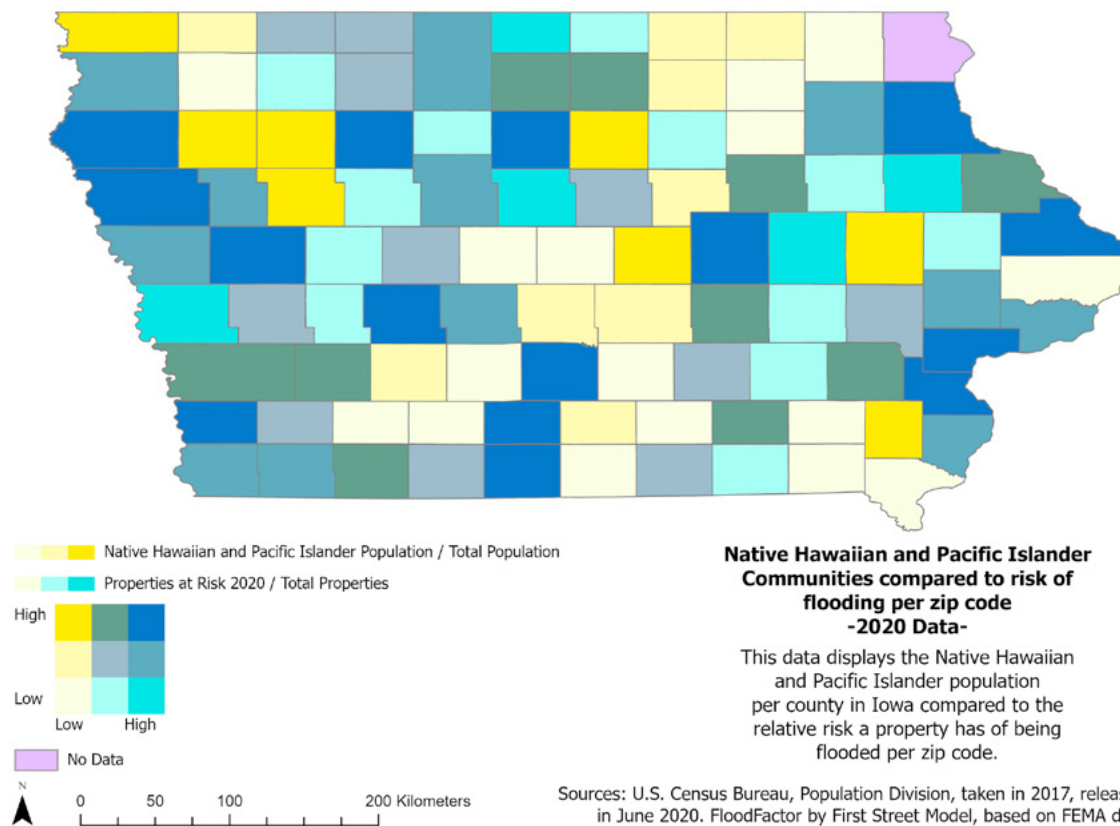 Native Hawaiian and Pacific Islander Population / Total Population
Properties at Risk 2020 / Total Properties
High
Low
Low High
No Data
N
0 50 100 200 Kilometers
Native Hawaiian and Pacific Islander
Communities compared to risk of
flooding per zip code
-2020 Data-
This data displays the Native Hawaiian
and Pacific Islander population
per county in Iowa compared to the
relative risk a property has of being
flooded per zip code.
Sources: U.S. Census Bureau, Population Division, taken in 2017, releas
in June 2020. FloodFactor by First Street Model, based on FEMA d